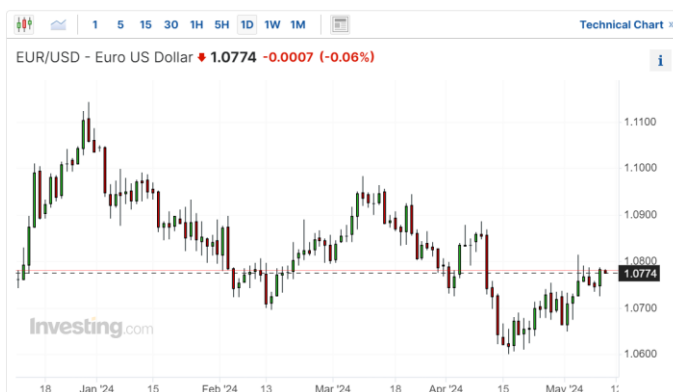 1 5 15 30 1H 5H 1D 1W 1M Technical Chart »
EUR/USD - Euro US Dollar 1.0774 -0.0007 (-0.06%)
i
1.1100
1.1000
1.0900
1.0800
1.0774
1.0700
1.0600
Investing.com
18 Jan '24 15 Feb '24 13 Mar '24 18 Apr '24 15 May '24